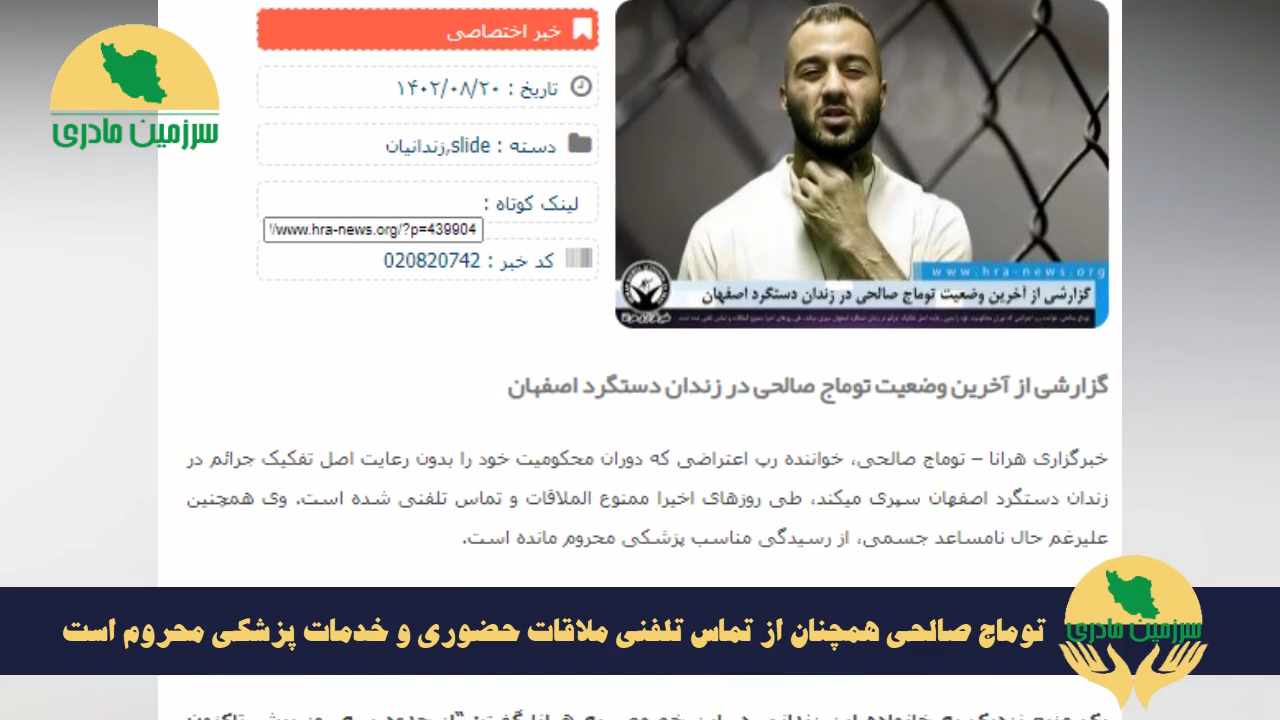 سرزمین مادری
خبر اختصاصی
تاریخ : ۱۴۰۲/۰۸/۲۰
دسته : slide,زندانیان
لینک کوتاه :
//www.hra-news.org/?p=439904
کد خبر : 020820742
www.hra-news.org
گزارشی از آخرین وضعیت توماج صالحی در زندان دستگرد اصفهان
خبرگزاری هرانا
گزارشی از آخرین وضعیت توماج صالحی در زندان دستگرد اصفهان
خبرگزاری هرانا – توماج صالحی، خواننده رپ اعتراضی که دوران محکومیت خود را بدون رعایت اصل تفکیک جرائم در
زندان دستگرد اصفهان سپری میکند، طی روزهای اخیرا ممنوع الملاقات و تماس تلفنی شده است. وی همچنین
علیرغم حال نامساعد جسمی، از رسیدگی مناسب پزشکی محروم مانده است.
توماج صالحی همچنان از تماس تلفنی ملاقات حضوری و خدمات پزشکی محروم است
سرزمین مادری